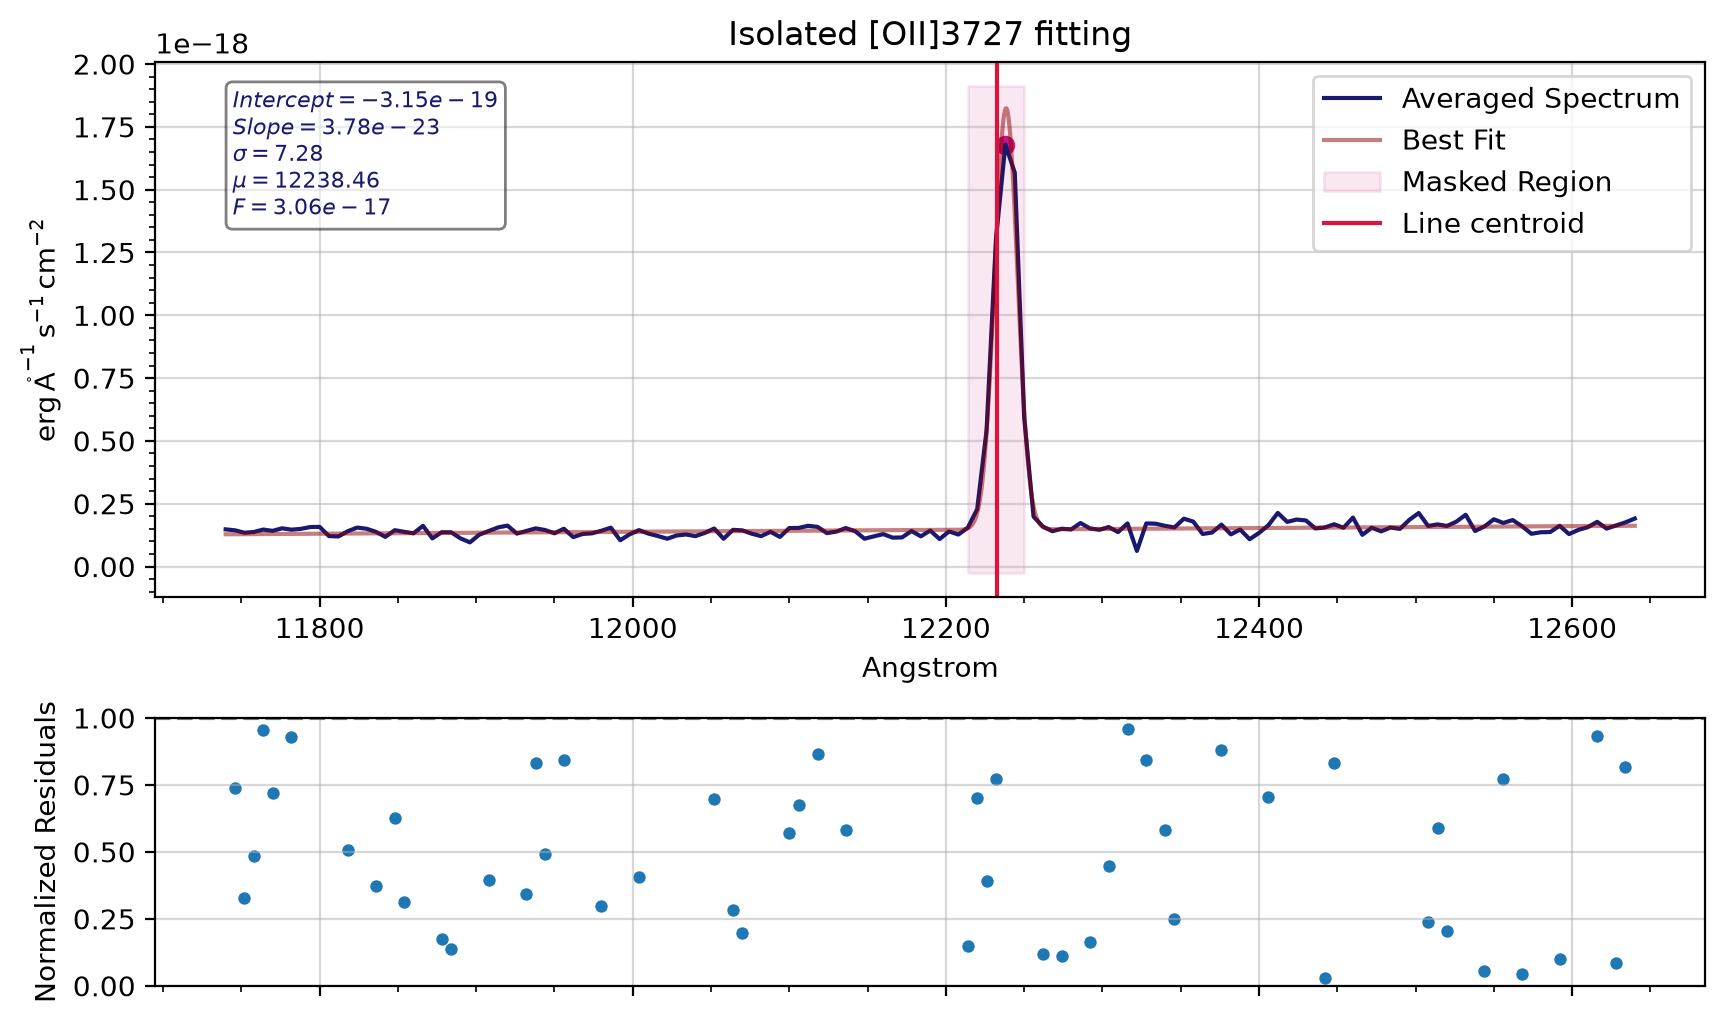 Isolated [OII]3727 fitting
1e−18
2.00
1.75
1.50
1.25
1.00
0.75
0.50
0.25
0.00
erg Å⁻¹ s⁻¹ cm⁻²
Intercept = −3.15e − 19
Slope = 3.78e − 23
σ = 7.28
μ = 12238.46
F = 3.06e − 17
Averaged Spectrum
Best Fit
Masked Region
Line centroid
11800 12000 12200 12400 12600
Angstrom
1.00
0.75
0.50
0.25
0.00
Normalized Residuals